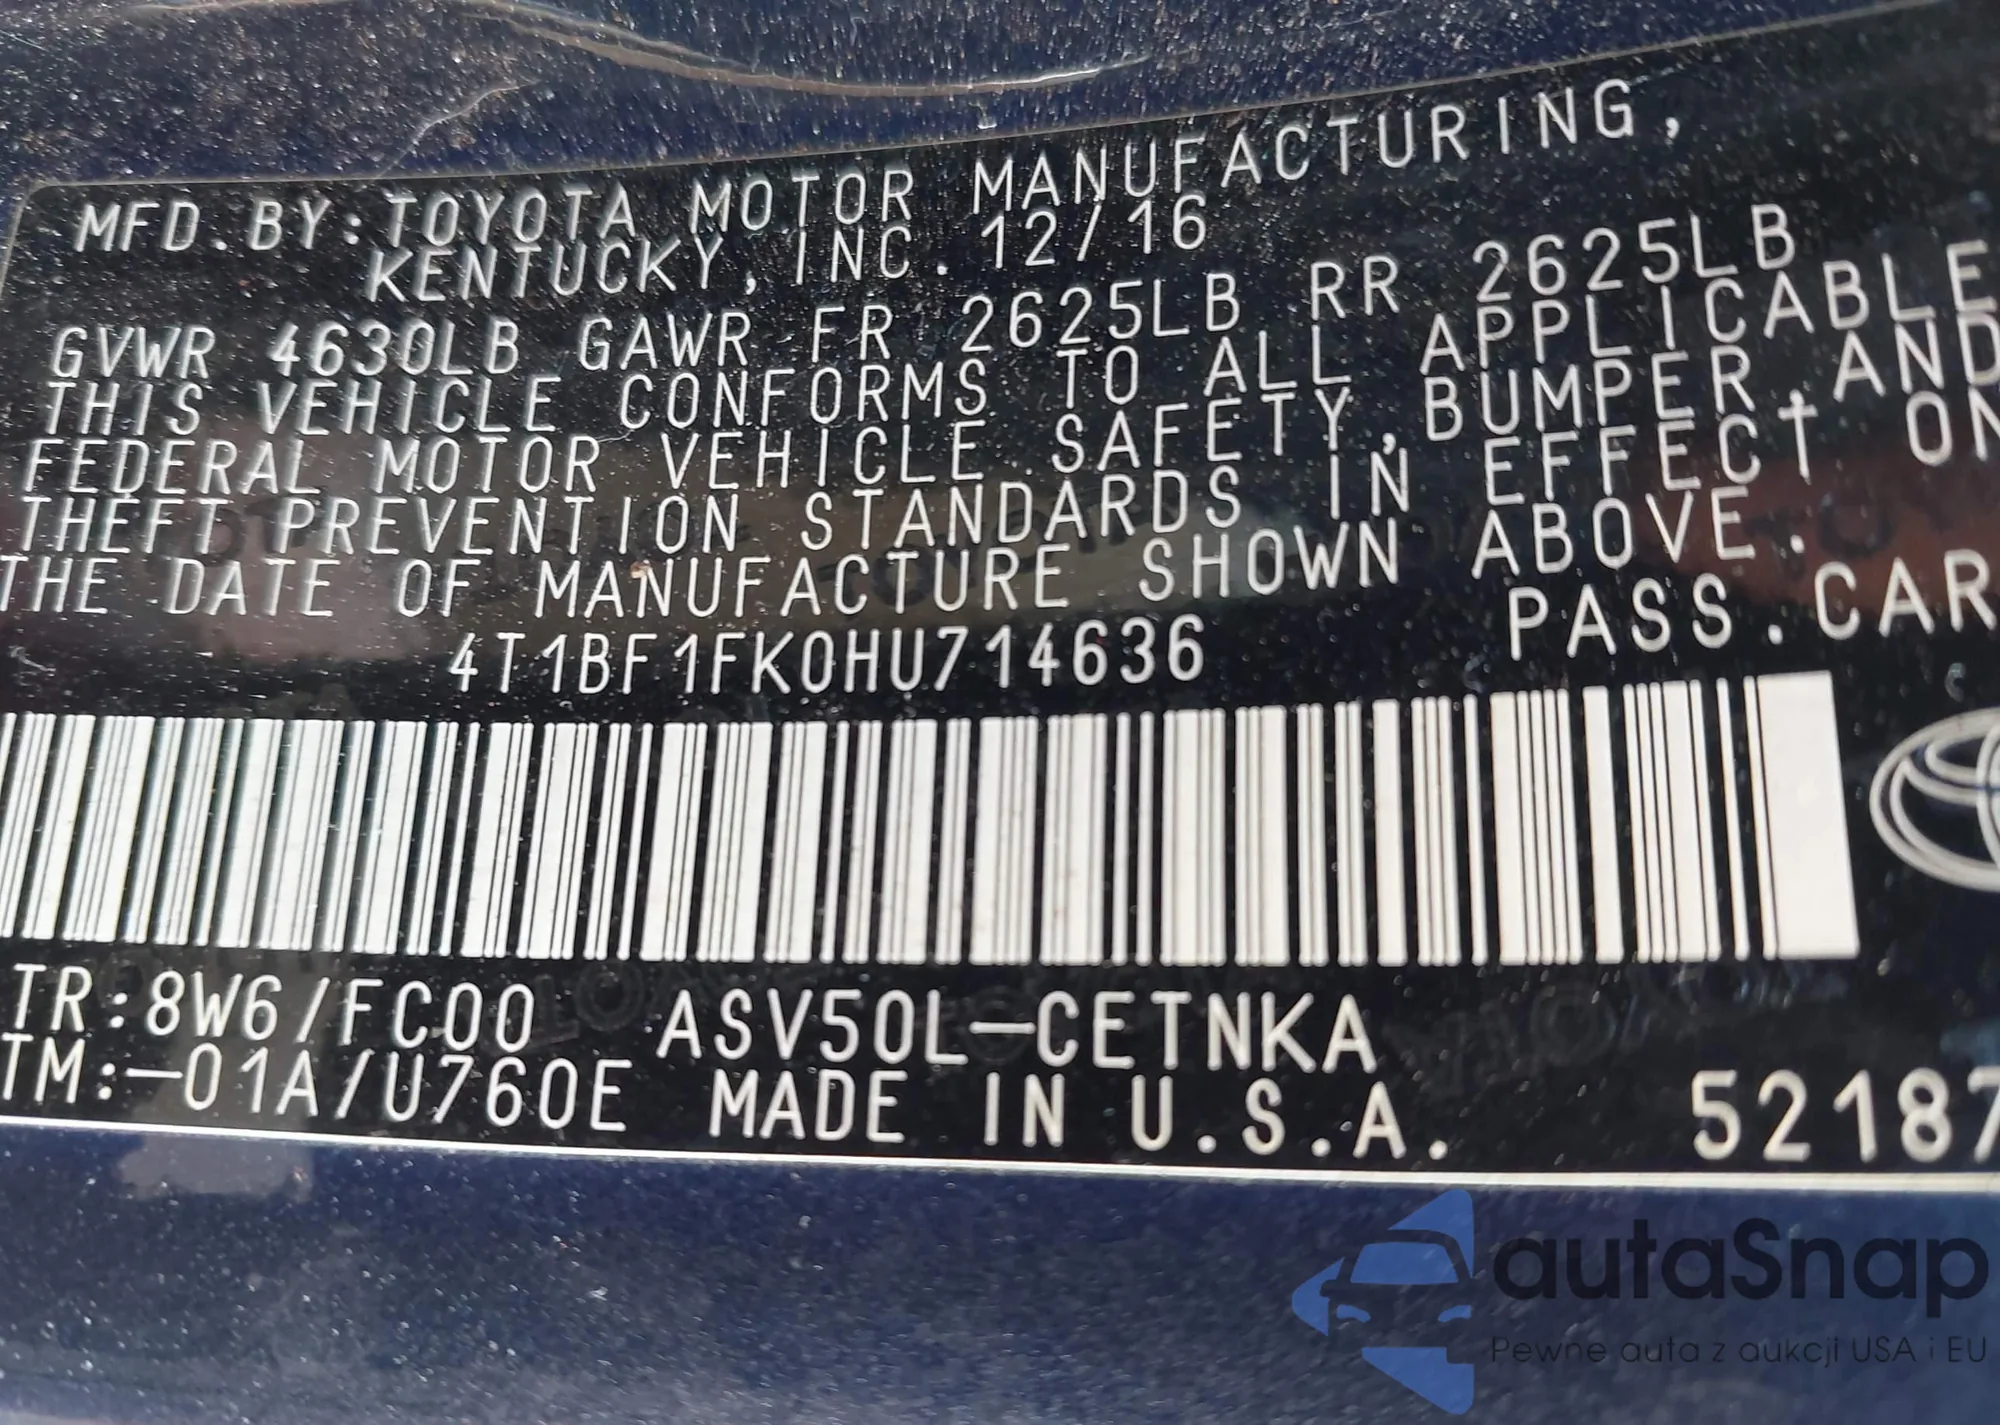 MFD.BY:TOYOTA MOTOR MANUFACTURING,
KENTUCKY, INC. 12/16
GVWR 4630LB GAWR FR 2625LB RR 2625LB
THIS VEHICLE CONFORMS TO ALL APPLICABLE
FEDERAL MOTOR VEHICLE SAFETY,BUMPER,AND
THEFT PREVENTION STANDARDS IN EFFECT ON
THE DATE OF MANUFACTURE SHOWN ABOVE.
4T1BF1FK0HU714636 PASS.CAR
TR:8W6/FC00 ASV50L-CETNKA
TM:-01A/U760E MADE IN U.S.A. 52187
autaSnap
Pewne auta z aukcji USA i EU